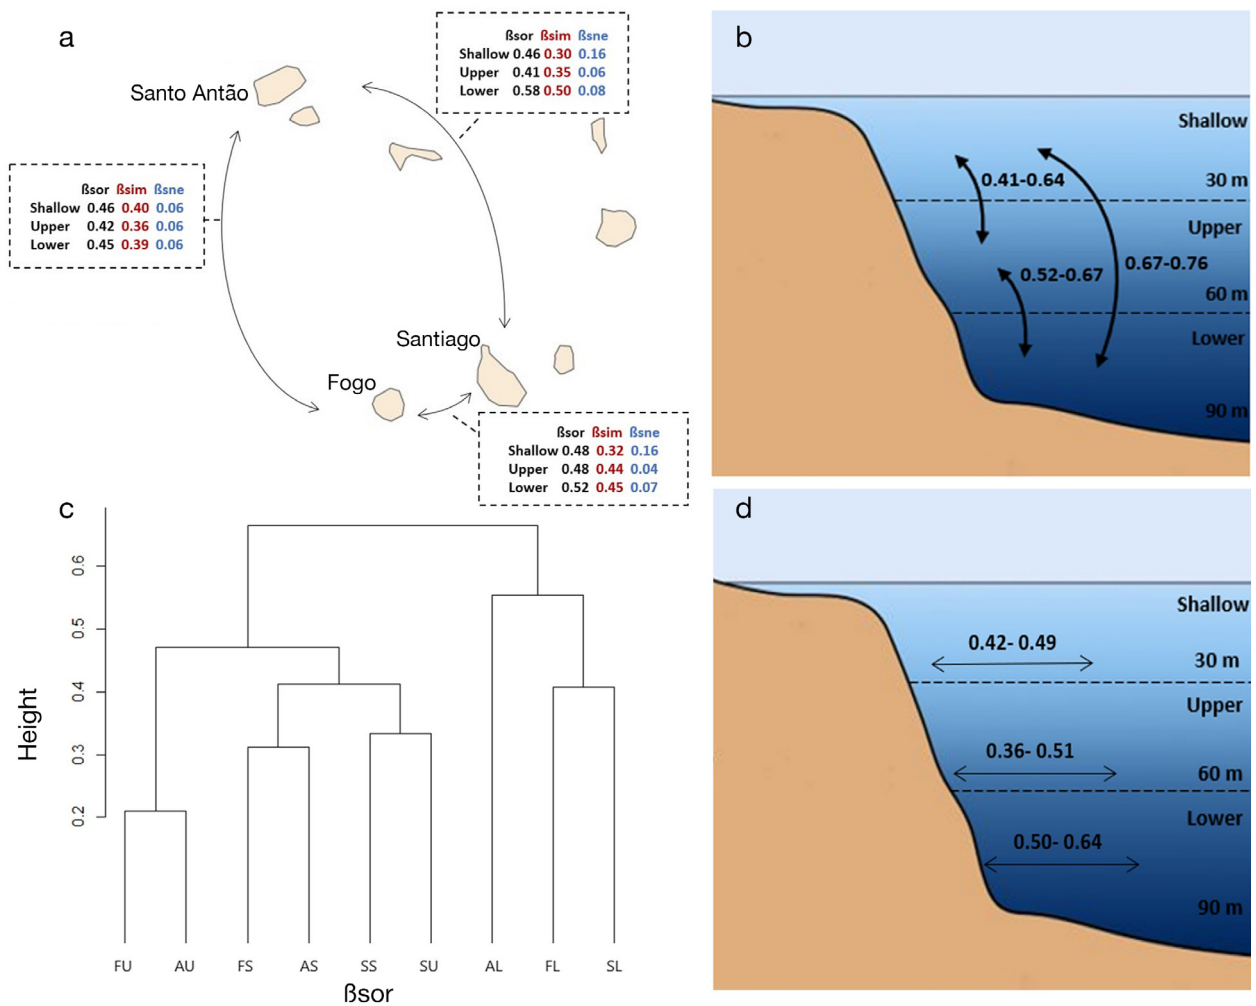 a
Santo Antão
ßsor ßsim ßsne
Shallow 0.46 0.30 0.16
Upper 0.41 0.35 0.06
Lower 0.58 0.50 0.08
ßsor ßsim ßsne
Shallow 0.46 0.40 0.06
Upper 0.42 0.36 0.06
Lower 0.45 0.39 0.06
Santiago
Fogo
ßsor ßsim ßsne
Shallow 0.48 0.32 0.16
Upper 0.48 0.44 0.04
Lower 0.52 0.45 0.07
b
Shallow
0.41-0.64
30 m
Upper
0.52-0.67
0.67-0.76
60 m
Lower
90 m
c
Height
0.6
0.5
0.4
0.3
0.2
FU AU FS AS SS SU AL FL SL
ßsor
d
Shallow
0.42- 0.49
30 m
Upper
0.36- 0.51
60 m
Lower
0.50- 0.64
90 m